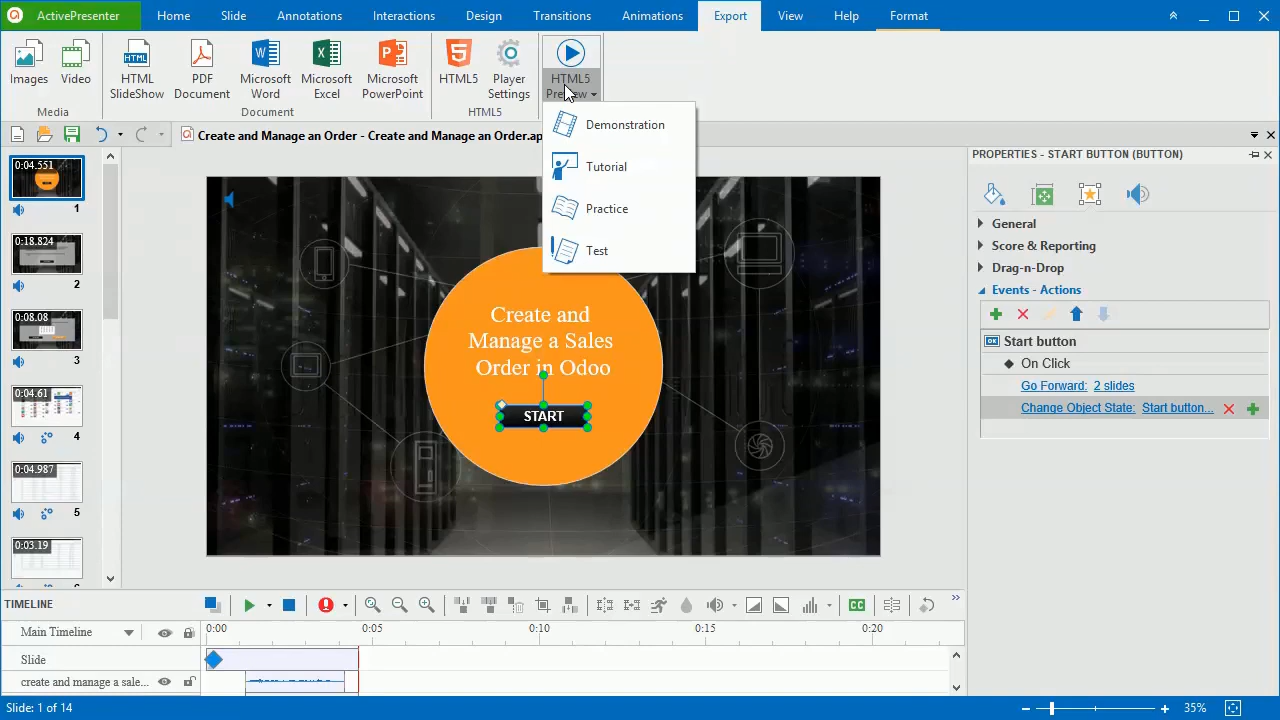 ActivePresenter
Home Slide Annotations Interactions Design Transitions Animations Export View Help Format
Images
Video
HTML SlideShow
PDF Document
Microsoft Word
Microsoft Excel
Microsoft PowerPoint
HTML5
Player Settings
HTML5 Preview
Media
Document
HTML5
Demonstration
Tutorial
Practice
Test
Create and Manage an Order - Create and Manage an Order.ap
PROPERTIES - START BUTTON (BUTTON)
0:04.551
1
0:18.824
2
0:08.08
3
0:04.61
4
0:04.987
5
0:03.19
Create and
Manage a Sales
Order in Odoo
START
General
Score & Reporting
Drag-n-Drop
Events - Actions
OK Start button
On Click
Go Forward: 2 slides
Change Object State: Start button...
TIMELINE
CC
Main Timeline
0:00 0:05 0:10 0:15 0:20
Slide
create and manage a sale...
Slide: 1 of 14
35%